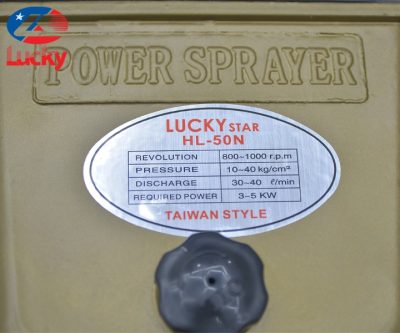 Lucky
POWER SPRAYER
LUCKY STAR
HL-50N
REVOLUTION 800~1000 r.p.m
PRESSURE 10~40 kg/cm²
DISCHARGE 30~40 ℓ/min
REQUIRED POWER 3~5 KW
TAIWAN STYLE